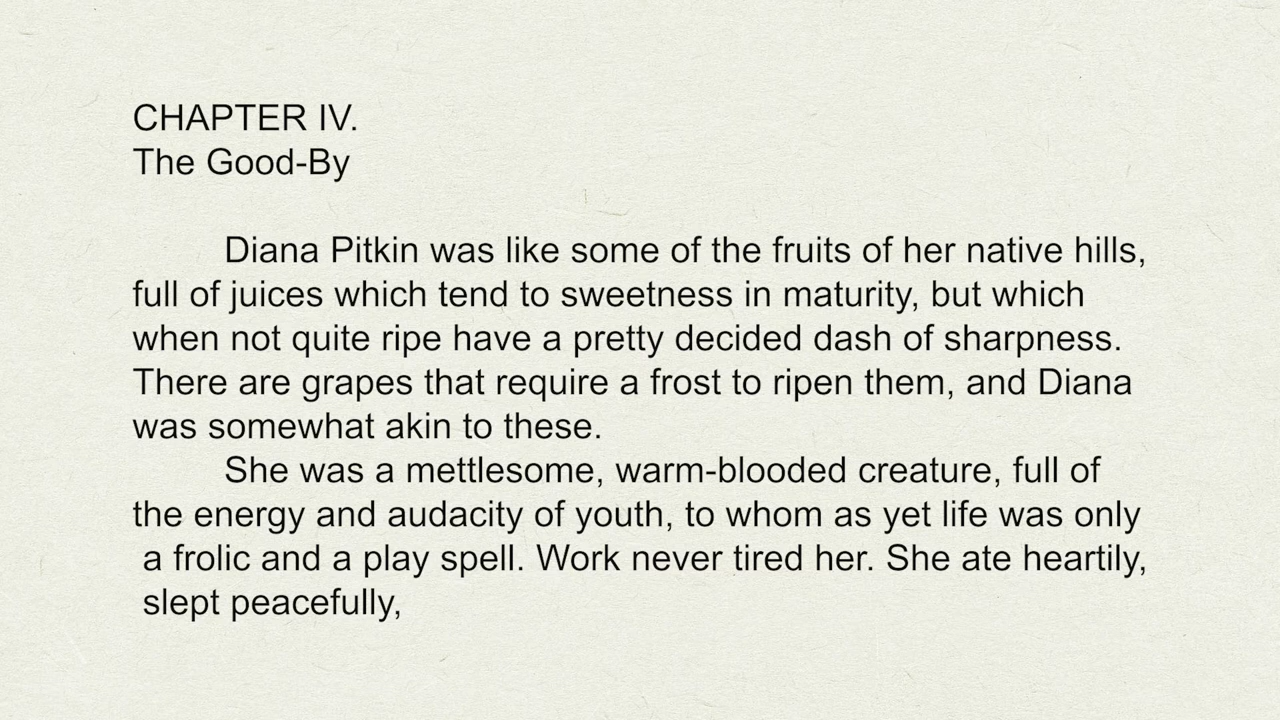 CHAPTER IV.
The Good-By
Diana Pitkin was like some of the fruits of her native hills,
full of juices which tend to sweetness in maturity, but which
when not quite ripe have a pretty decided dash of sharpness.
There are grapes that require a frost to ripen them, and Diana
was somewhat akin to these.
She was a mettlesome, warm-blooded creature, full of
the energy and audacity of youth, to whom as yet life was only
a frolic and a play spell. Work never tired her. She ate heartily,
slept peacefully,